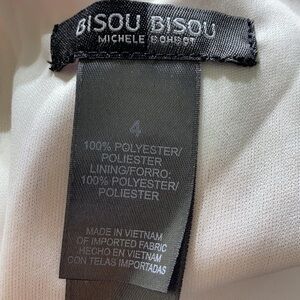 BISOU BISOU
MICHELE BOHBOT
4
100% POLYESTER/
POLIESTER
LINING/FORRO:
100% POLYESTER/
POLIESTER
MADE IN VIETNAM
OF IMPORTED FABRIC
HECHO EN VIETNAM
CON TELAS IMPORTADAS